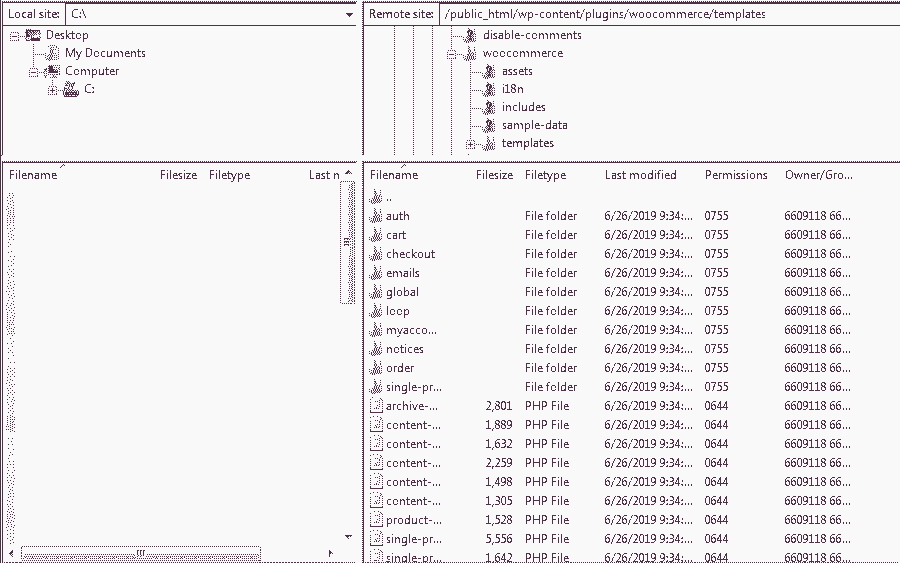 Local site: C:\
Desktop
My Documents
Computer
C:
Filename Filesize Filetype Last n
Remote site: /public_html/wp-content/plugins/woocommerce/templates
disable-comments
woocommerce
assets
i18n
includes
sample-data
templates
Filename Filesize Filetype Last modified Permissions Owner/Gro...
..
auth File folder 6/26/2019 9:34:... 0755 6609118 66...
cart File folder 6/26/2019 9:34:... 0755 6609118 66...
checkout File folder 6/26/2019 9:34:... 0755 6609118 66...
emails File folder 6/26/2019 9:34:... 0755 6609118 66...
global File folder 6/26/2019 9:34:... 0755 6609118 66...
loop File folder 6/26/2019 9:34:... 0755 6609118 66...
myacco... File folder 6/26/2019 9:34:... 0755 6609118 66...
notices File folder 6/26/2019 9:34:... 0755 6609118 66...
order File folder 6/26/2019 9:34:... 0755 6609118 66...
single-pr... File folder 6/26/2019 9:34:... 0755 6609118 66...
archive-... 2,801 PHP File 6/26/2019 9:34:... 0644 6609118 66...
content-... 1,889 PHP File 6/26/2019 9:34:... 0644 6609118 66...
content-... 1,632 PHP File 6/26/2019 9:34:... 0644 6609118 66...
content-... 2,259 PHP File 6/26/2019 9:34:... 0644 6609118 66...
content-... 1,498 PHP File 6/26/2019 9:34:... 0644 6609118 66...
content-... 1,305 PHP File 6/26/2019 9:34:... 0644 6609118 66...
product-... 1,528 PHP File 6/26/2019 9:34:... 0644 6609118 66...
single-pr... 5,556 PHP File 6/26/2019 9:34:... 0644 6609118 66...
single-pr... 1,642 PHP File 6/26/2019 9:34:... 0644 6609118 66...